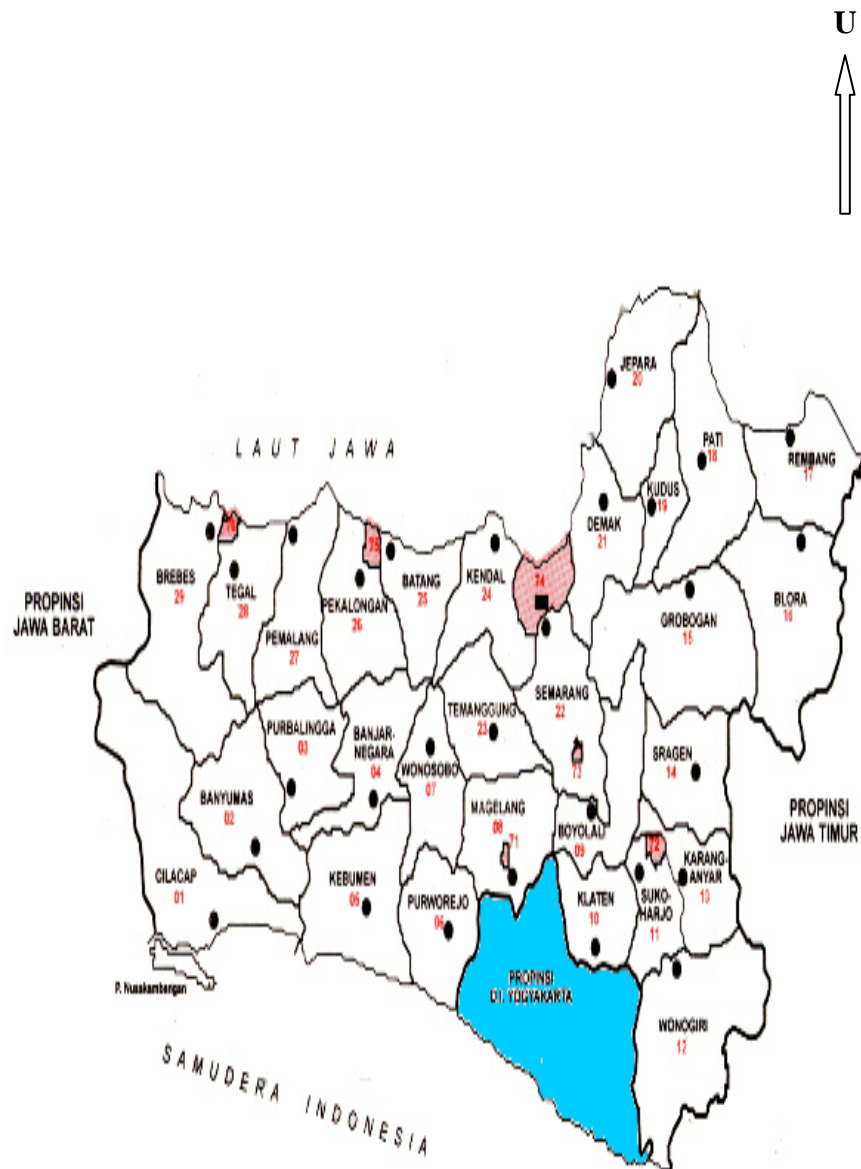 U
JEPARA
20
PATI
18
REMBANG
17
LAUT JAWA
KUDUS
19
DEMAK
21
76
75
74
BREBES
29
TEGAL
28
PEKALONGAN
26
BATANG
25
KENDAL
24
BLORA
16
PROPINSI
JAWA BARAT
GROBOGAN
15
PEMALANG
27
SEMARANG
22
TEMANGGUNG
23
PURBALINGGA
03
BANJAR-
NEGARA
04
WONOSOBO
07
SRAGEN
14
73
BANYUMAS
02
MAGELANG
08
71
BOYOLALI
09
PROPINSI
JAWA TIMUR
72
KARANG-
ANYAR
13
CILACAP
01
KEBUMEN
05
PURWOREJO
06
KLATEN
10
SUKO-
HARJO
11
P. Nusakambangan
PROPINSI
D.I. YOGYAKARTA
WONOGIRI
12
SAMUDERA INDONESIA